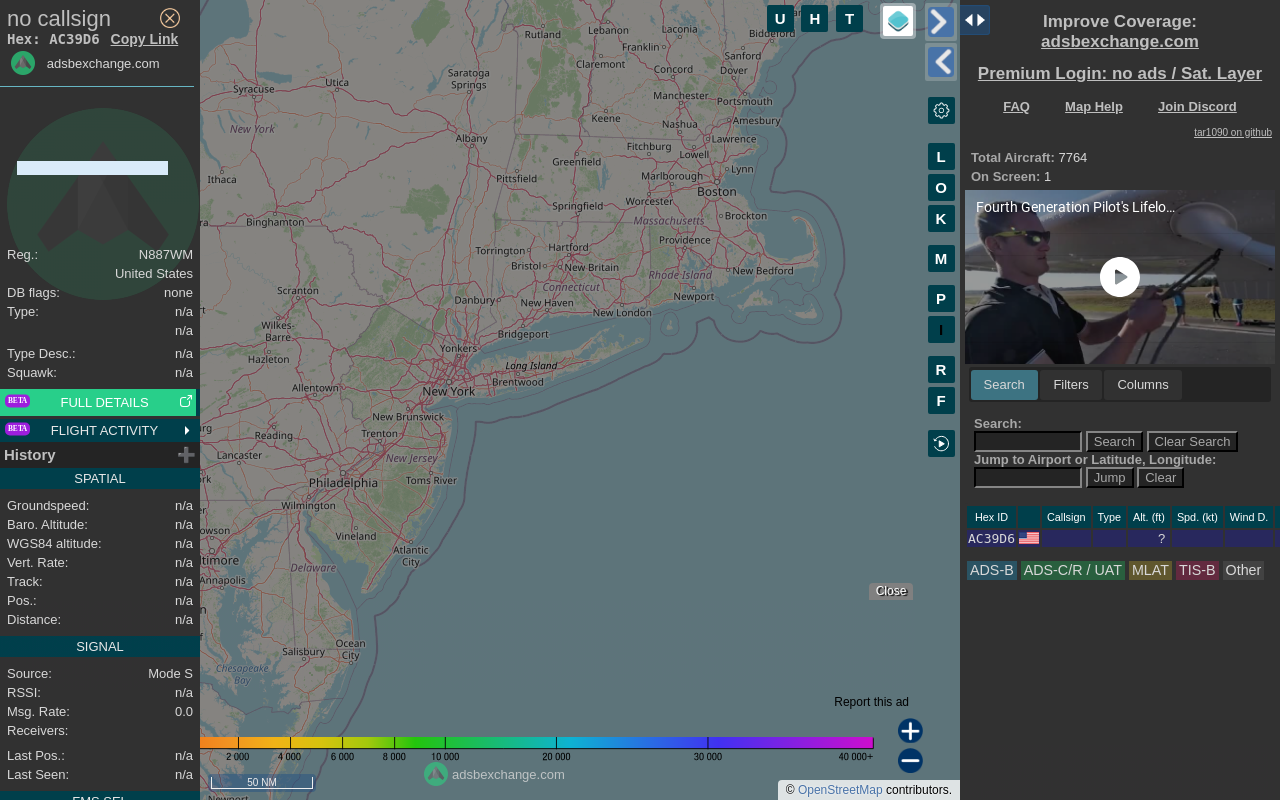 no callsign
Hex: AC39D6 Copy Link
adsbexchange.com
Reg.: N887WM
United States
DB flags: none
Type: n/a
n/a
Type Desc.: n/a
Squawk: n/a
BETA FULL DETAILS
BETA FLIGHT ACTIVITY
History
SPATIAL
Groundspeed: n/a
Baro. Altitude: n/a
WGS84 altitude: n/a
Vert. Rate: n/a
Track: n/a
Pos.: n/a
Distance: n/a
SIGNAL
Source: Mode S
RSSI: n/a
Msg. Rate: 0.0
Receivers:
Last Pos.: n/a
Last Seen: n/a
U H T
L
O
K
M
P
I
R
F
Rutland
Lebanon
Laconia
Biddeford
Franklin
Sanford
Claremont
Concord
Dover
Utica
Saratoga
Springs
Syracuse
Manchester
Portsmouth
Keene
Nashua
Amesbury
New York
Albany
Lawrence
Fitchburg
Lowell
Greenfield
Lynn
Ithaca
Pittsfield
Marlborough
Boston
Worcester
Springfield
Binghamton
Massachusetts
Brockton
Torrington
Hartford
Providence
Bristol
New Britain
Rhode Island
New Bedford
Connecticut
Scranton
Danbury
New Haven
New London
Newport
Wilkes-
Barre
Bridgeport
Yonkers
Hazleton
Long Island
Allentown
New York
Brentwood
New Brunswick
Reading
Trenton
Lancaster
New Jersey
Philadelphia
Toms River
Wilmington
Vineland
Atlantic
City
Annapolis
Delaware
Ocean
City
Salisbury
Chesapeake
Bay
Close
Report this ad
2 000 4 000 6 000 8 000 10 000 20 000 30 000 40 000+
adsbexchange.com
50 NM
© OpenStreetMap contributors.
Improve Coverage:
adsbexchange.com
Premium Login: no ads / Sat. Layer
FAQ Map Help Join Discord
tar1090 on github
Total Aircraft: 7764
On Screen: 1
Fourth Generation Pilot's Lifelo...
Search Filters Columns
Search:
Search Clear Search
Jump to Airport or Latitude, Longitude:
Jump Clear
Hex ID Callsign Type Alt. (ft) Spd. (kt) Wind D.
AC39D6 ?
ADS-B ADS-C/R / UAT MLAT TIS-B Other